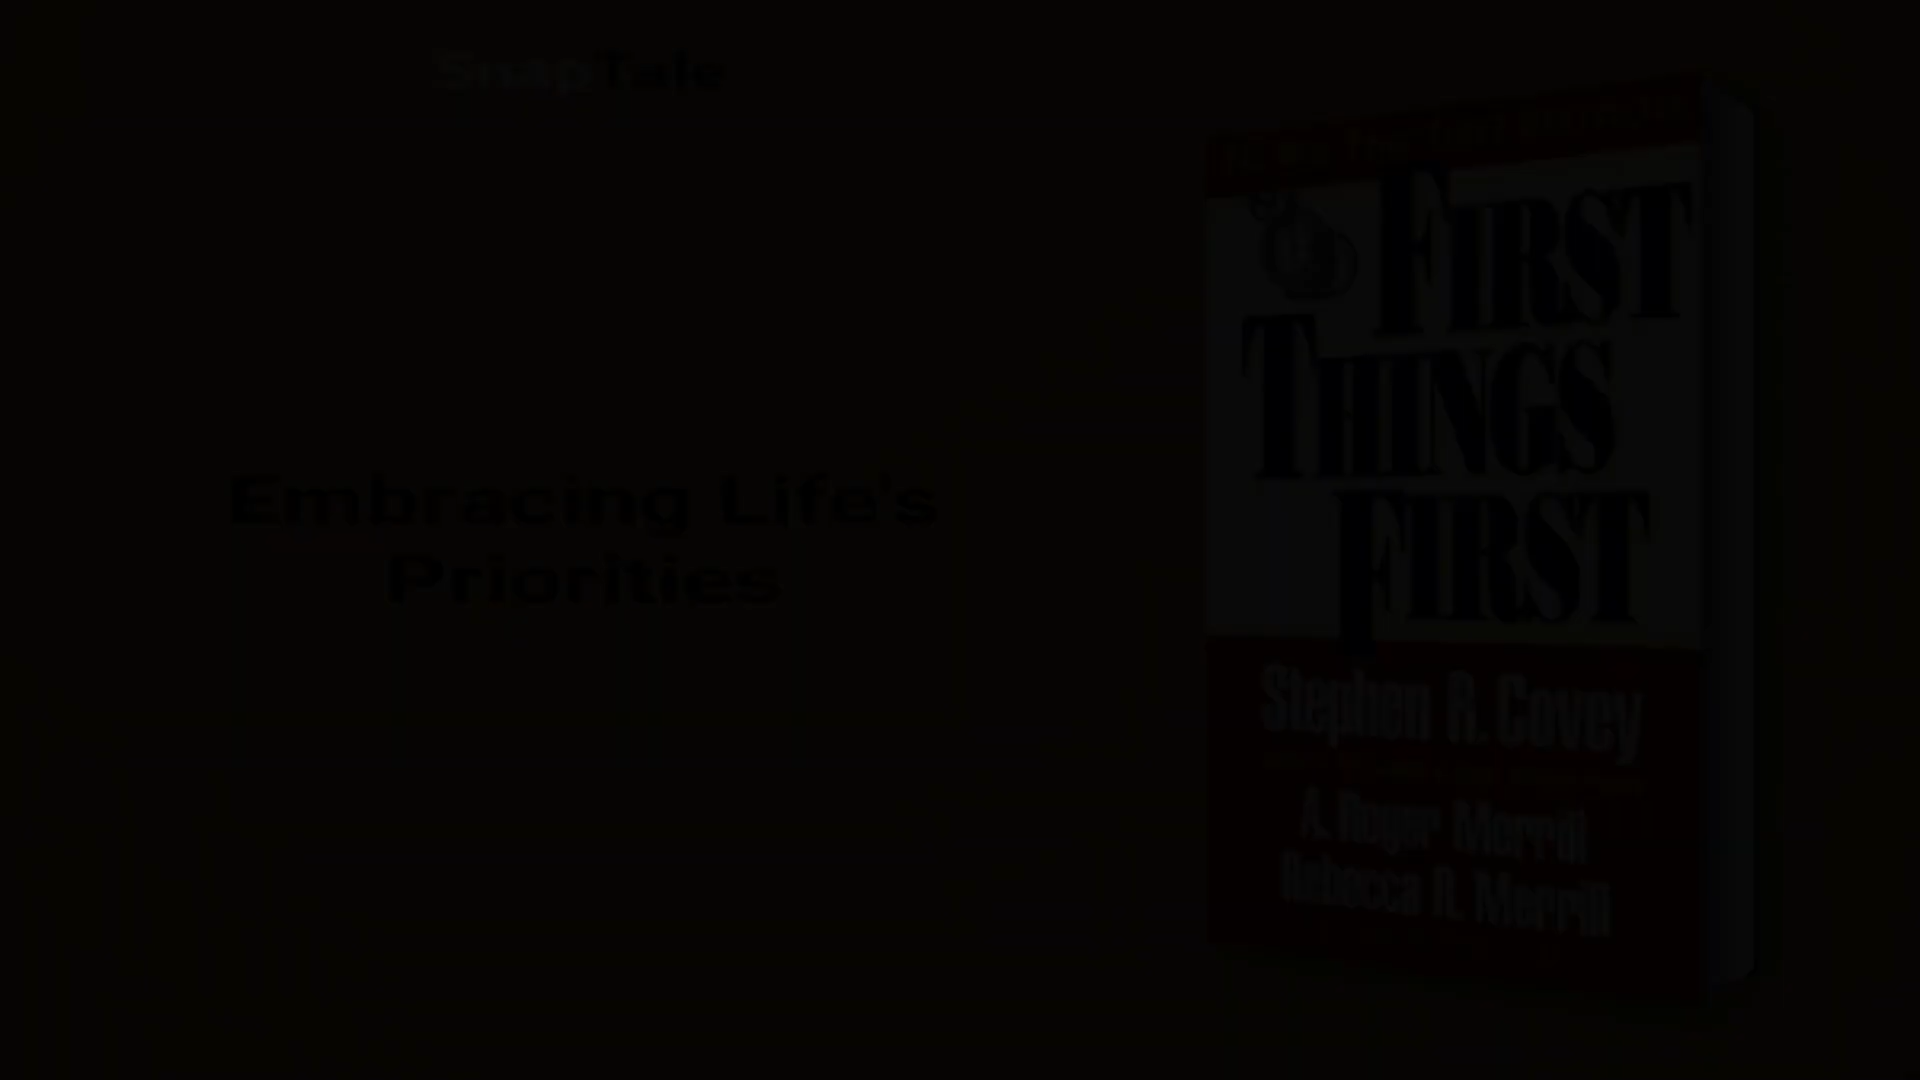 SnapTale
Embracing Life's
Priorities
FIRST
THINGS
FIRST
Stephen R. Covey
A. Roger Merrill
Rebecca R. Merrill